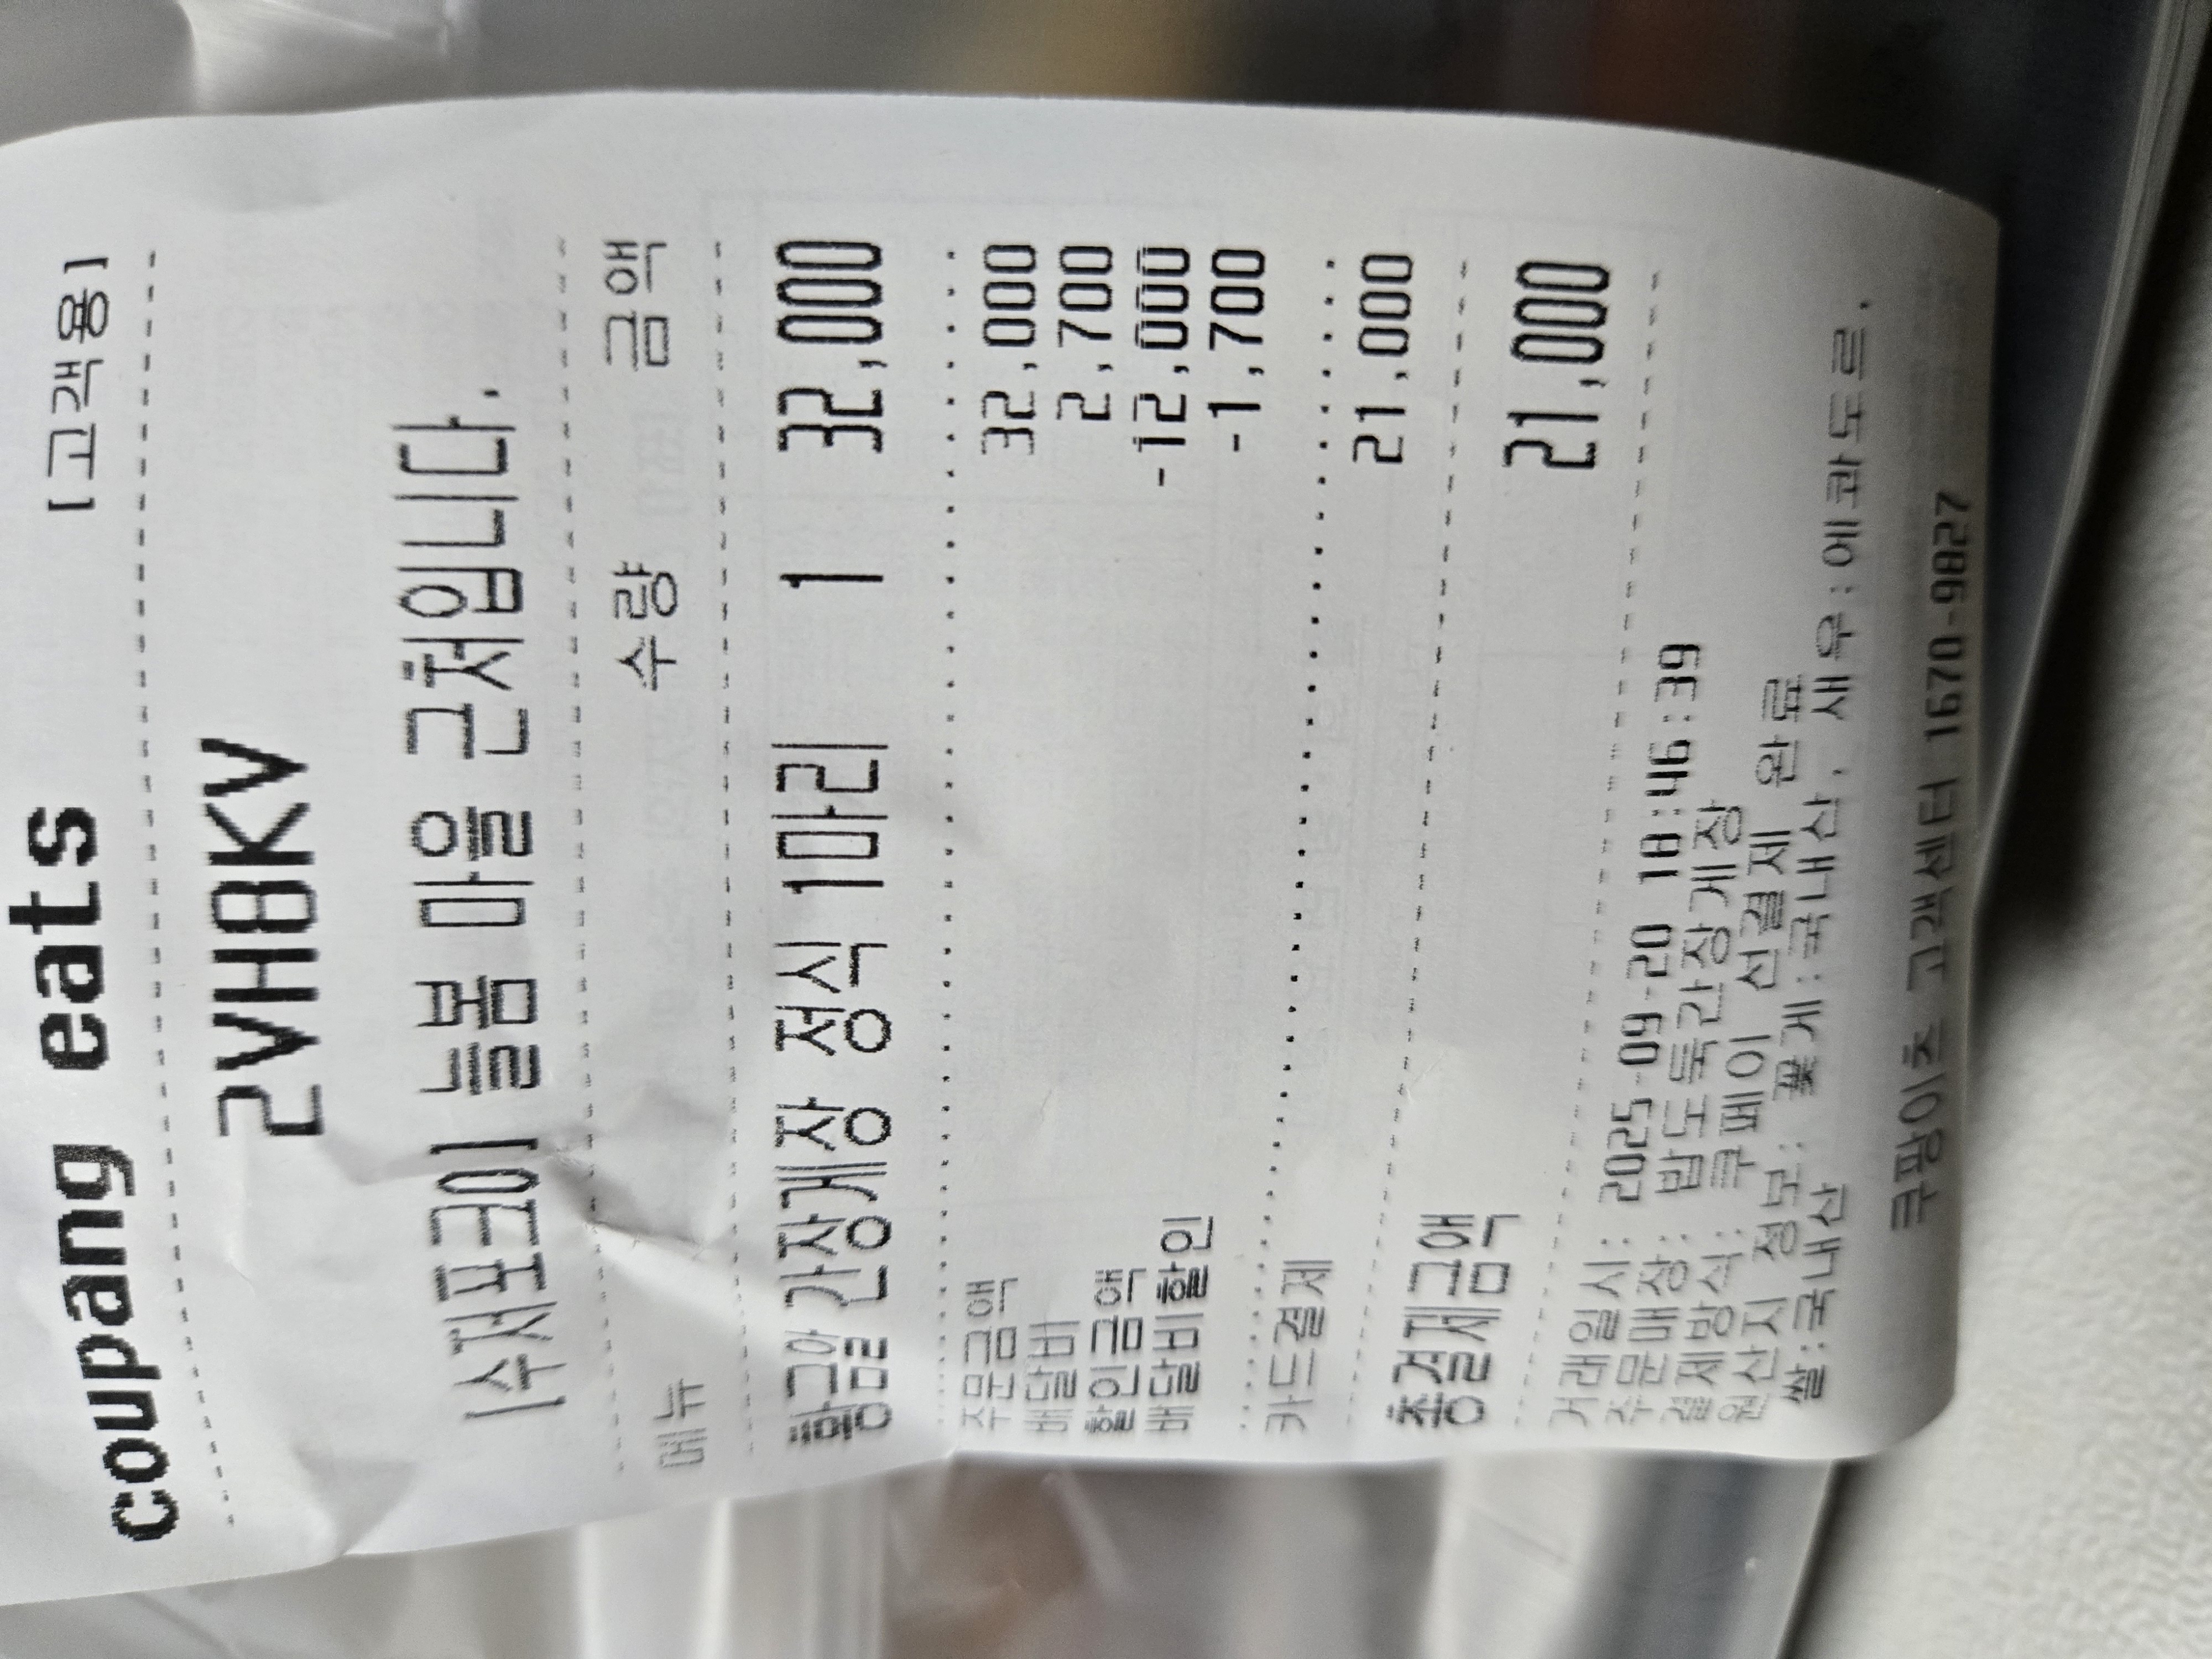 coupang eats [고객용]
2VH8KV
(수저포크O) 늘봄 마을 근처입니다.
메뉴 수량 금액
간장게장 정식 1마리 1 32,000
주문금액 32,000
배달비 2,700
할인금액 -12,000
배달비할인 -1,700
카드결제 21,000
총결제금액 21,000
거래일시: 2025-09-20 18:46:39
주문매장: 밥도둑간장게장
결제방식: 쿠페이 선결제 완료
원산지 정보: 꽃게:국내산, 새우:에콰도르,
쌀:국내산
쿠팡이츠 고객센터 1670-9827